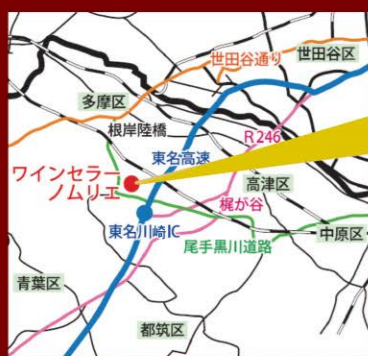 世田谷通り
世田谷区
多摩区
根岸陸橋
R246
東名高速
ワインセラー
ノムリエ
高津区
梶が谷
東名川崎IC
中原区
尾手黒川道路
青葉区
都筑区